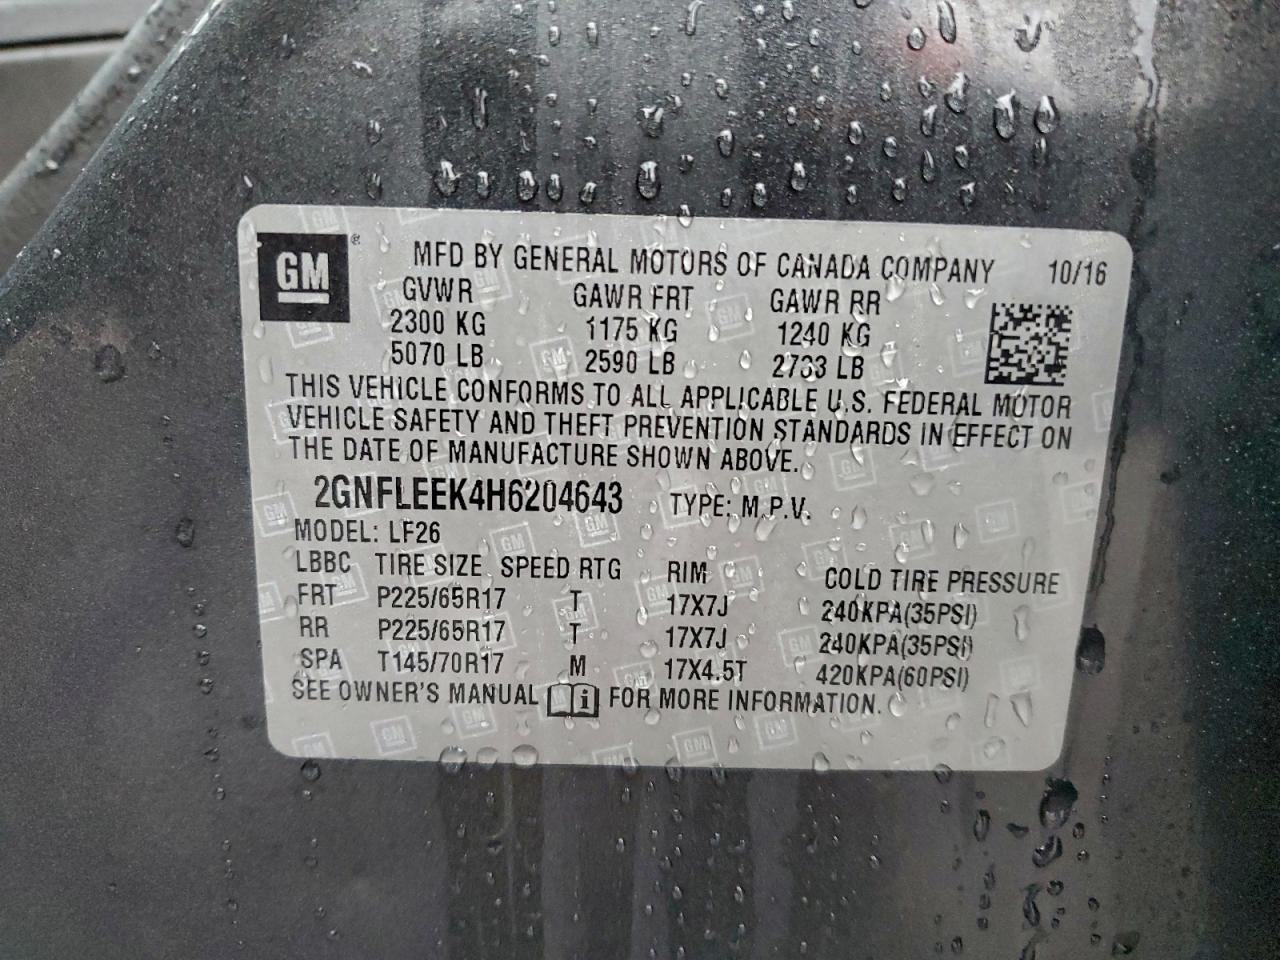 GM ®
MFD BY GENERAL MOTORS OF CANADA COMPANY 10/16
GVWR GAWR FRT GAWR RR
2300 KG 1175 KG 1240 KG
5070 LB 2590 LB 2733 LB
THIS VEHICLE CONFORMS TO ALL APPLICABLE U.S. FEDERAL MOTOR
VEHICLE SAFETY AND THEFT PREVENTION STANDARDS IN EFFECT ON
THE DATE OF MANUFACTURE SHOWN ABOVE.
2GNFLEEK4H6204643 TYPE: M.P.V.
MODEL: LF26
LBBC TIRE SIZE SPEED RTG RIM COLD TIRE PRESSURE
FRT P225/65R17 T 17X7J 240KPA(35PSI)
RR P225/65R17 T 17X7J 240KPA(35PSI)
SPA T145/70R17 M 17X4.5T 420KPA(60PSI)
SEE OWNER'S MANUAL i FOR MORE INFORMATION.